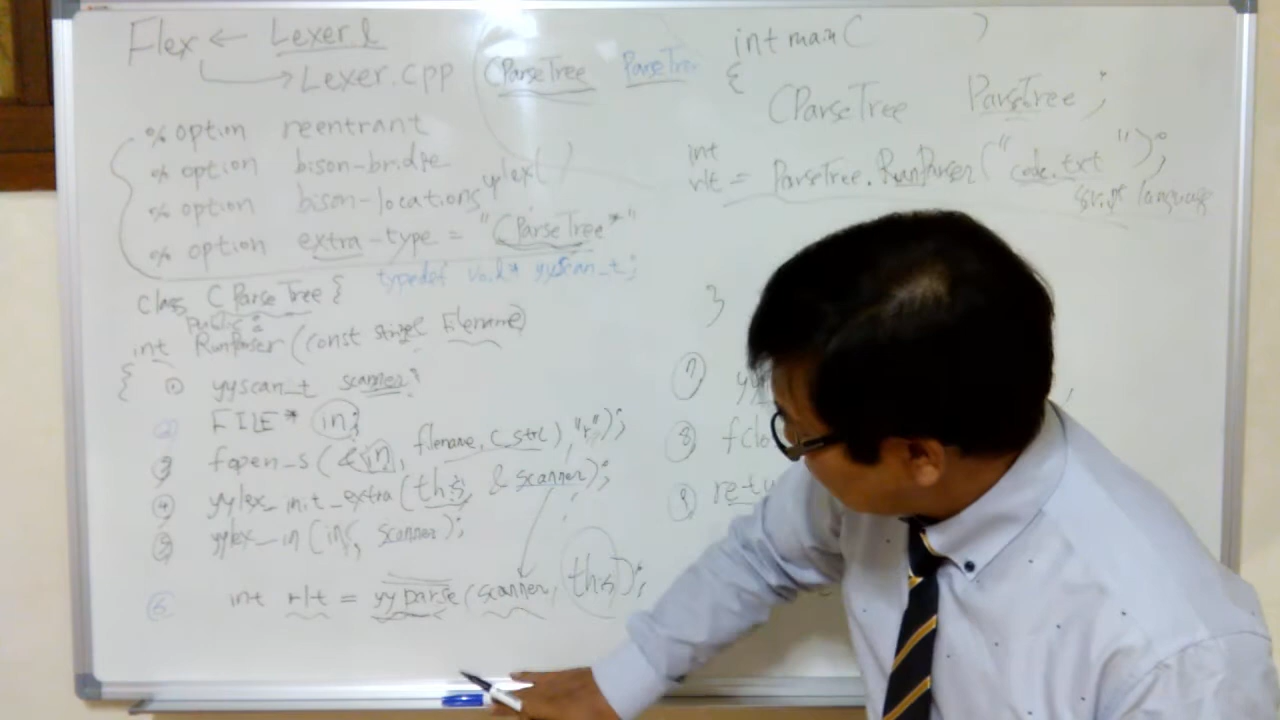 Flex ← Lexer.l
→ Lexer.cpp
CParseTree ParseTre
% option reentrant
% option bison-bridge
% option bison-locations yylex( )
% option extra-type = "CParseTree*"
typedef void* yyscan_t;
class CParseTree {
public:
int RunParser (const string& filename)
{
① yyscan_t scanner;
② FILE* in;
③ fopen_s (&in, filename.c_str(), "r");
④ yylex_init_extra(this, &scanner);
⑤ yylex_in (in, scanner);
⑥ int rlt = yyparse (scanner, this);
int main( )
{
CParseTree ParseTree;
int
rlt = ParseTree.RunParser("code.txt");
script language
}
⑦ yy
⑧ fclo
⑨ retu